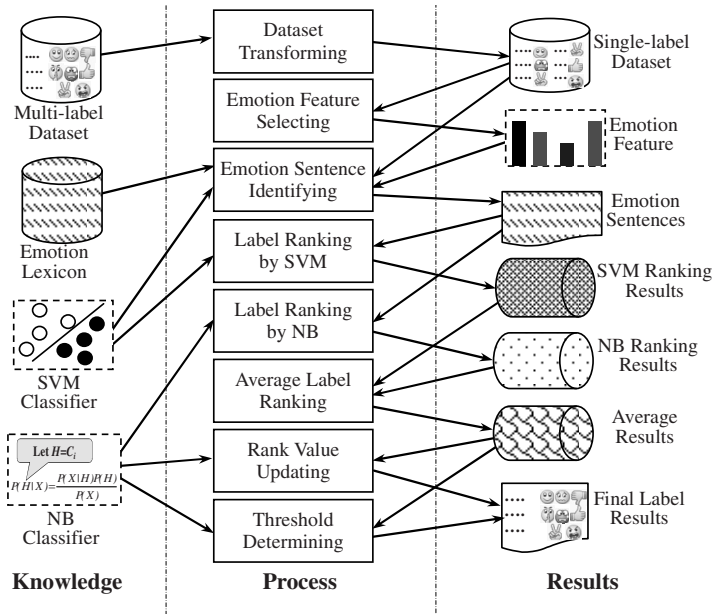 Multi-label
Dataset
Emotion
Lexicon
SVM
Classifier
Let H=Ci
P(H|X)=P(X|H)P(H)
P(X)
NB
Classifier
Knowledge
Dataset
Transforming
Emotion Feature
Selecting
Emotion Sentence
Identifying
Label Ranking
by SVM
Label Ranking
by NB
Average Label
Ranking
Rank Value
Updating
Threshold
Determining
Process
Single-label
Dataset
Emotion
Feature
Emotion
Sentences
SVM Ranking
Results
NB Ranking
Results
Average
Results
Final Label
Results
Results